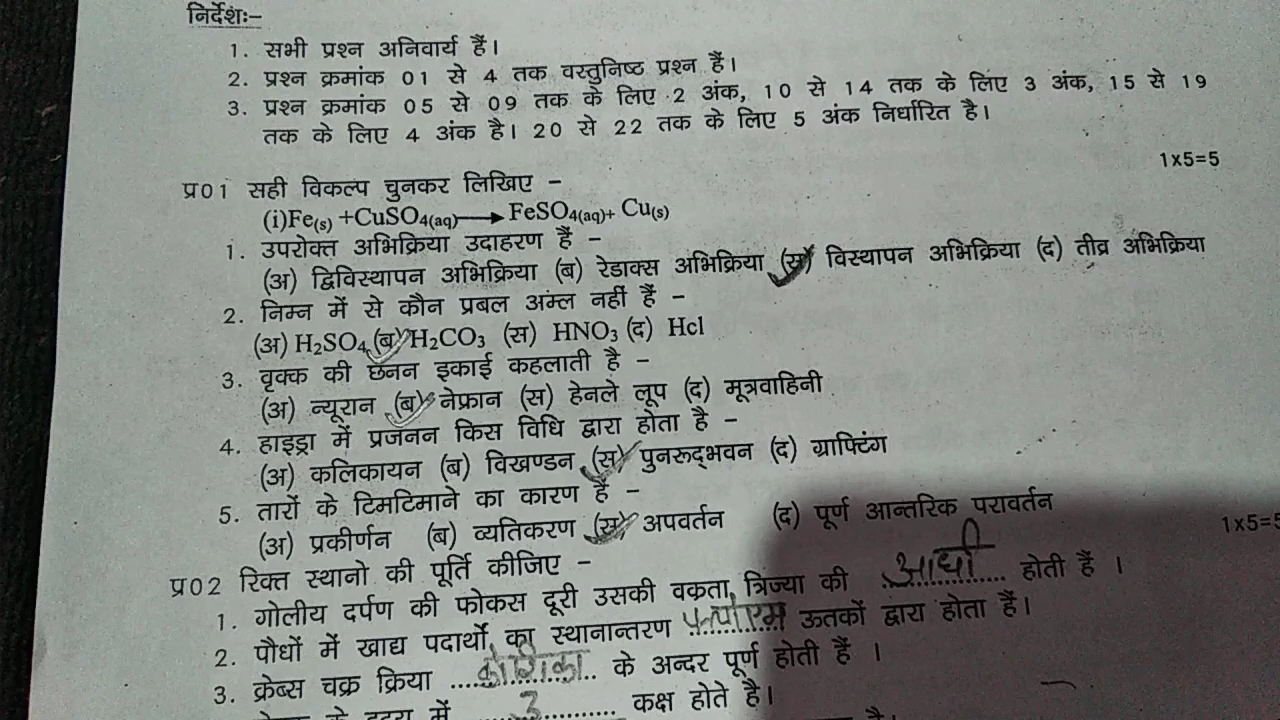 निर्देशः-
1. सभी प्रश्न अनिवार्य हैं।
2. प्रश्न क्रमांक 01 से 4 तक वस्तुनिष्ठ प्रश्न हैं।
3. प्रश्न क्रमांक 05 से 09 तक के लिए 2 अंक, 10 से 14 तक के लिए 3 अंक, 15 से 19
तक के लिए 4 अंक है। 20 से 22 तक के लिए 5 अंक निर्धारित है।
1x5=5
प्र01 सही विकल्प चुनकर लिखिए -
(i)Fe(s) +CuSO4(aq)⟶FeSO4(aq)+ Cu(s)
1. उपरोक्त अभिक्रिया उदाहरण है -
(अ) द्विविस्थापन अभिक्रिया (ब) रेडाक्स अभिक्रिया (स) विस्थापन अभिक्रिया (द) तीव्र अभिक्रिया
2. निम्न में से कौन प्रबल अम्ल नहीं हैं -
(अ) H2SO4 (ब) H2CO3 (स) HNO3 (द) Hcl
3. वृक्क की छनन इकाई कहलाती है -
(अ) न्यूरान (ब) नेफ्रान (स) हेनले लूप (द) मूत्रवाहिनी
4. हाइड्रा में प्रजनन किस विधि द्वारा होता है -
(अ) कलिकायन (ब) विखण्डन (स) पुनरूद्भवन (द) ग्राफ्टिंग
5. तारों के टिमटिमाने का कारण है -
(अ) प्रकीर्णन (ब) व्यतिकरण (स) अपवर्तन (द) पूर्ण आन्तरिक परावर्तन
1x5=5
प्र02 रिक्त स्थानो की पूर्ति कीजिए -
1. गोलीय दर्पण की फोकस दूरी उसकी वकता त्रिज्या की आधी होती हैं ।
2. पौधों में खाद्य पदार्थो का स्थानान्तरण ............ ऊतकों द्वारा होता हैं।
3. क्रेब्स चक्र क्रिया कोशिका के अन्दर पूर्ण होती हैं ।
के हृदय में 3 कक्ष होते है।